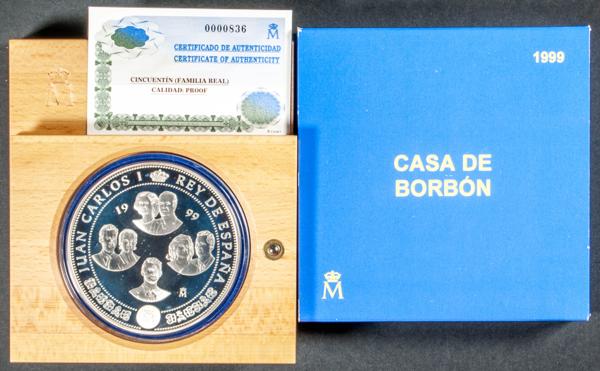 0000836
M
CERTIFICADO DE AUTENTICIDAD
CERTIFICATE OF AUTHENTICITY
CINCUENTÍN (FAMILIA REAL)
CALIDAD: PROOF
JUAN CARLOS I REY DE ESPAÑA
19 99
M
1999
CASA DE
BORBÓN
M